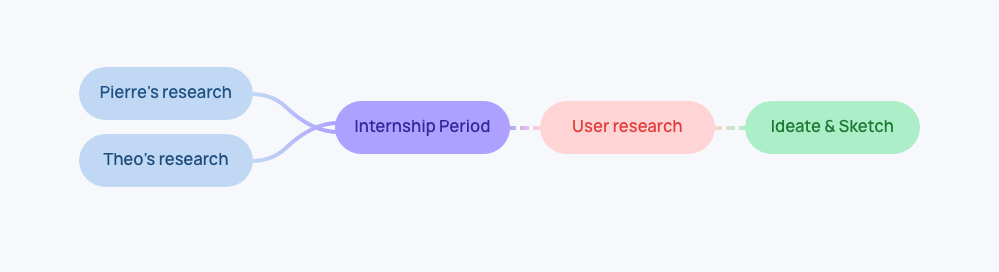 Pierre's research
Theo's research
Internship Period
User research
Ideate & Sketch